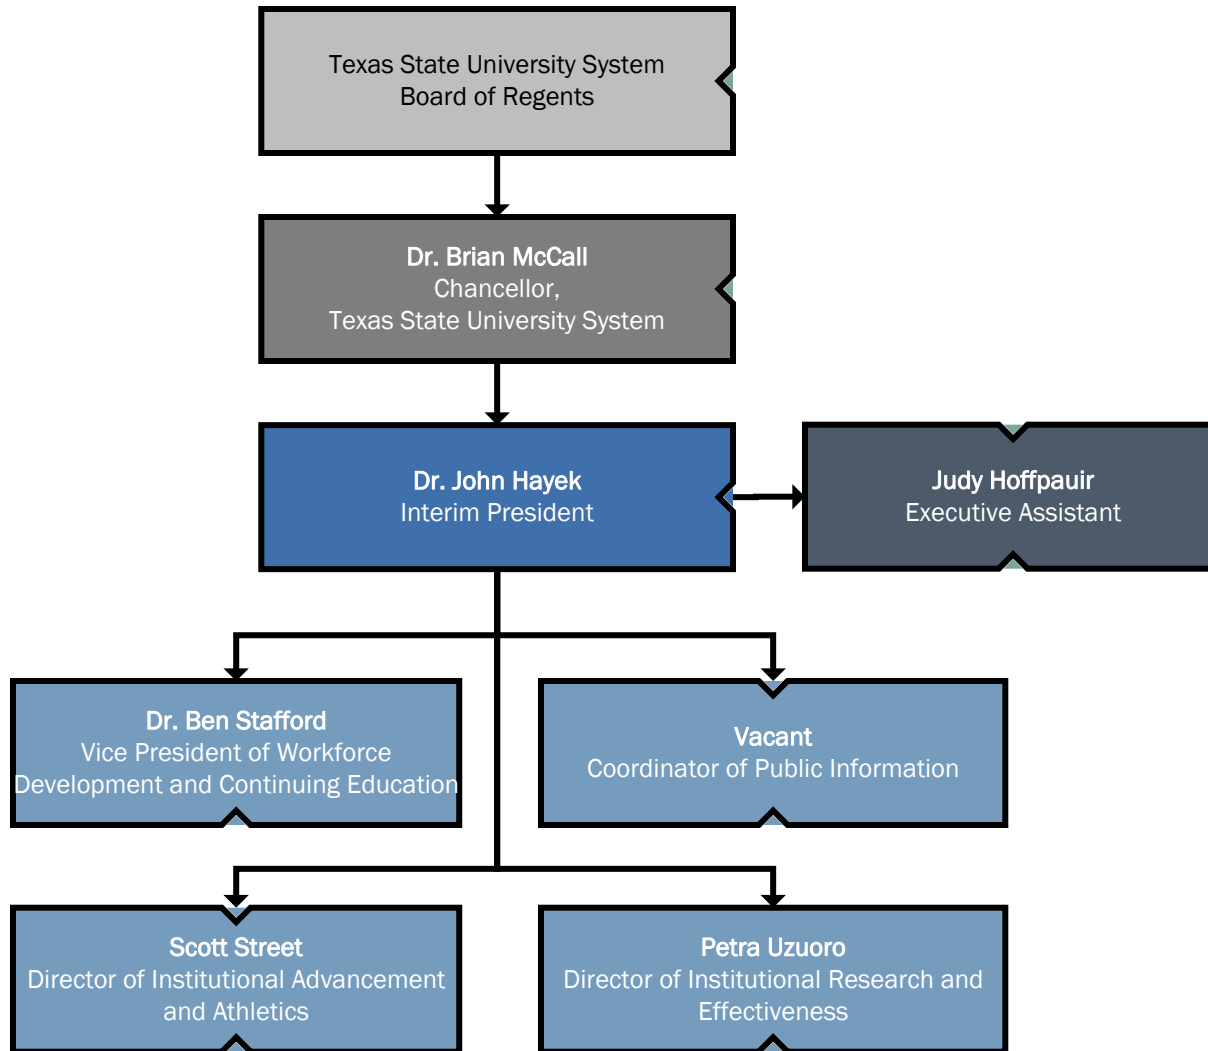 Texas State University System
Board of Regents
Dr. Brian McCall
Chancellor,
Texas State University System
Dr. John Hayek
Interim President
Judy Hoffpauir
Executive Assistant
Dr. Ben Stafford
Vice President of Workforce
Development and Continuing Education
Vacant
Coordinator of Public Information
Scott Street
Director of Institutional Advancement
and Athletics
Petra Uzuoro
Director of Institutional Research and
Effectiveness